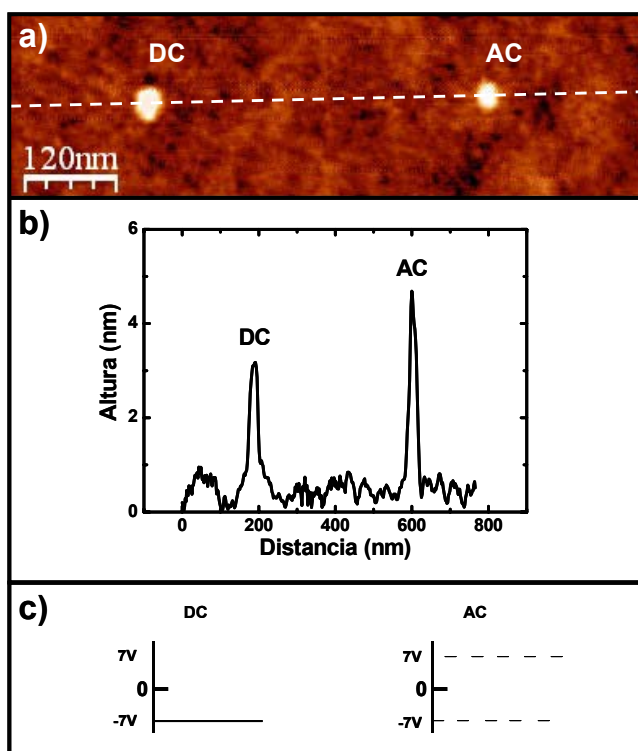 a)
DC AC
120nm
b)
6
4
2
0
Altura (nm)
DC
AC
0 200 400 600 800
Distancia (nm)
c)
DC AC
7V 7V
0 0
-7V -7V